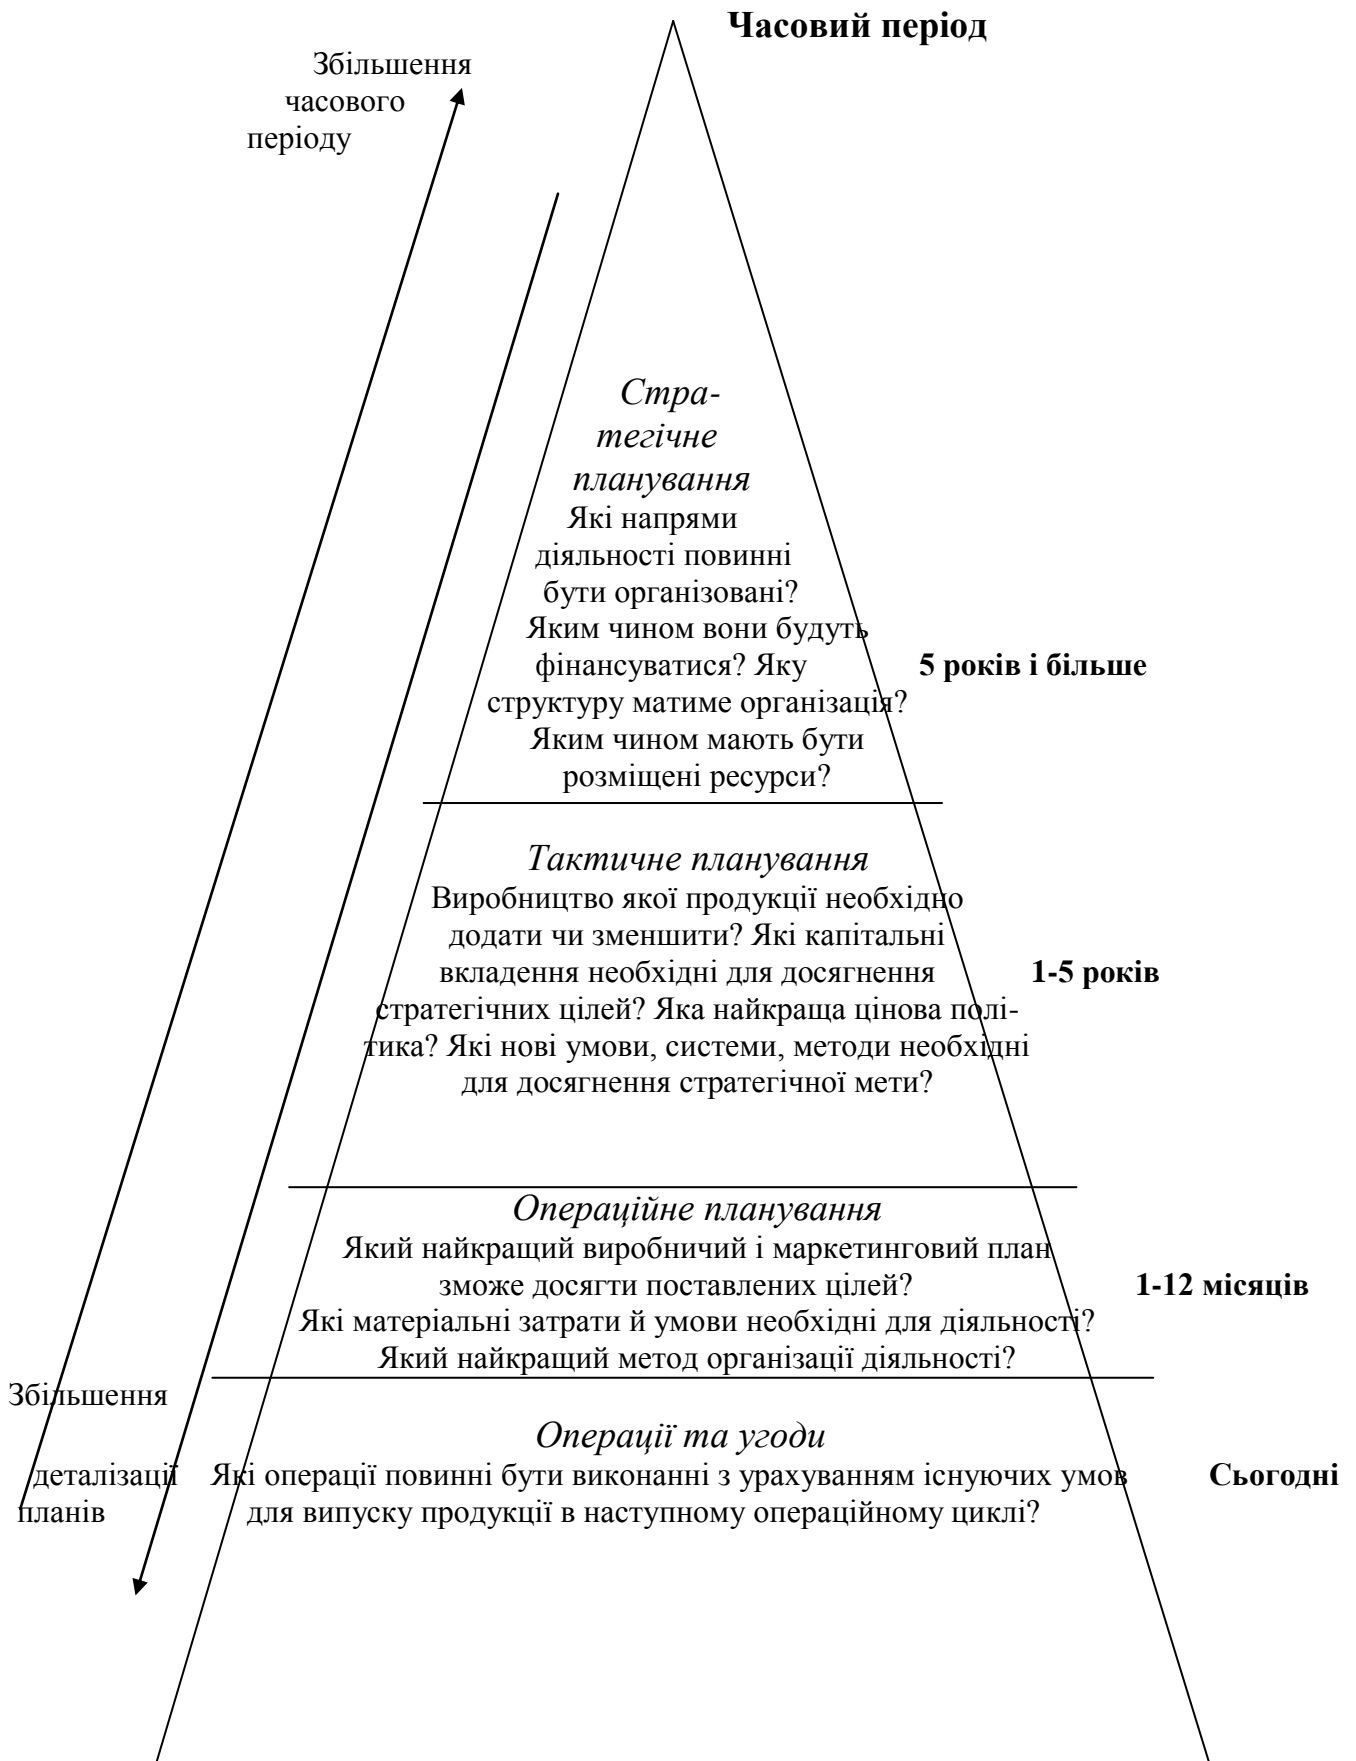 Часовий період
Збільшення
часового
періоду
Стра-
тегічне
планування
Які напрями
діяльності повинні
бути організовані?
Яким чином вони будуть
фінансуватися? Яку
5 років і більше
структуру матиме організація?
Яким чином мають бути
розміщені ресурси?
Тактичне планування
Виробництво якої продукції необхідно
додати чи зменшити? Які капітальні
вкладення необхідні для досягнення
1-5 років
стратегічних цілей? Яка найкраща цінова полі-
тика? Які нові умови, системи, методи необхідні
для досягнення стратегічної мети?
Операційне планування
Який найкращий виробничий і маркетинговий план
зможе досягти поставлених цілей?
1-12 місяців
Які матеріальні затрати й умови необхідні для діяльності?
Який найкращий метод організації діяльності?
Збільшення
деталізації
планів
Операції та угоди
Які операції повинні бути виконанні з урахуванням існуючих умов
Сьогодні
для випуску продукції в наступному операційному циклі?